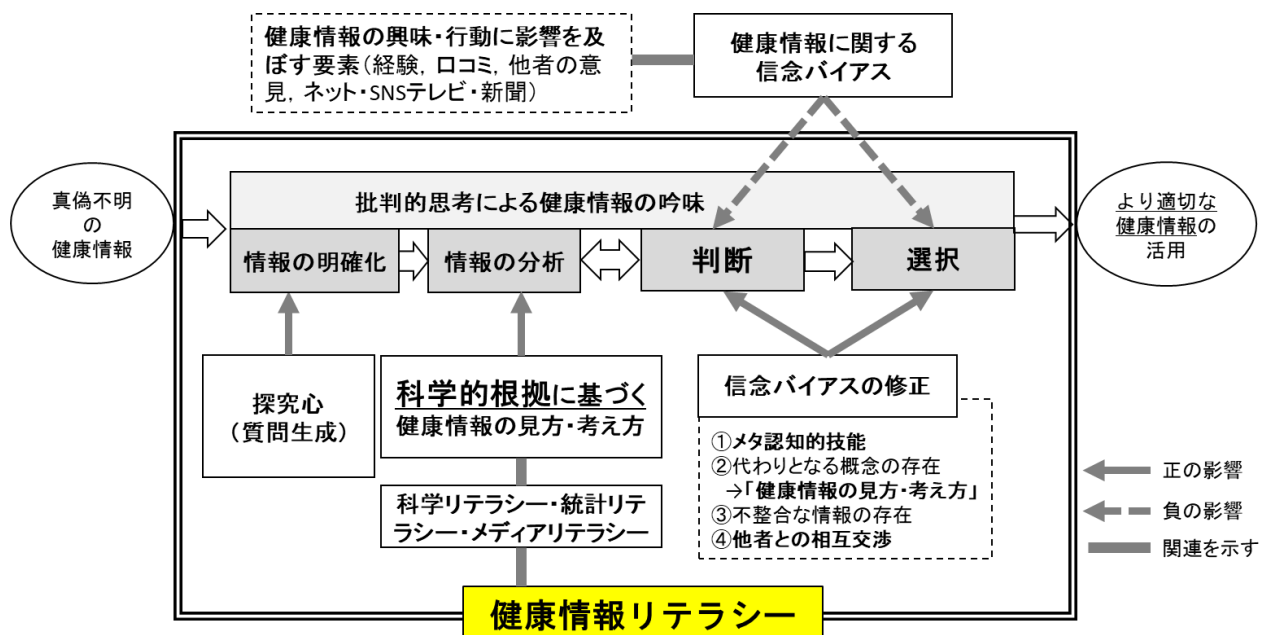 健康情報の興味・行動に影響を及
ぼす要素(経験, 口コミ, 他者の意
見, ネット・SNSテレビ・新聞)
健康情報に関する
信念バイアス
真偽不明
の
健康情報
批判的思考による健康情報の吟味
情報の明確化
情報の分析
判断
選択
より適切な
健康情報の
活用
探究心
(質問生成)
科学的根拠に基づく
健康情報の見方・考え方
科学リテラシー・統計リテ
ラシー・メディアリテラシー
信念バイアスの修正
①メタ認知的技能
②代わりとなる概念の存在
→「健康情報の見方・考え方」
③不整合な情報の存在
④他者との相互交渉
正の影響
負の影響
関連を示す
健康情報リテラシー